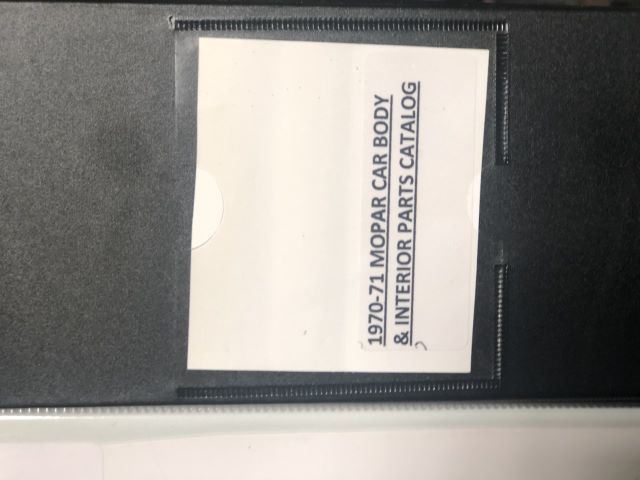 1970-71 MOPAR CAR BODY
& INTERIOR PARTS CATALOG